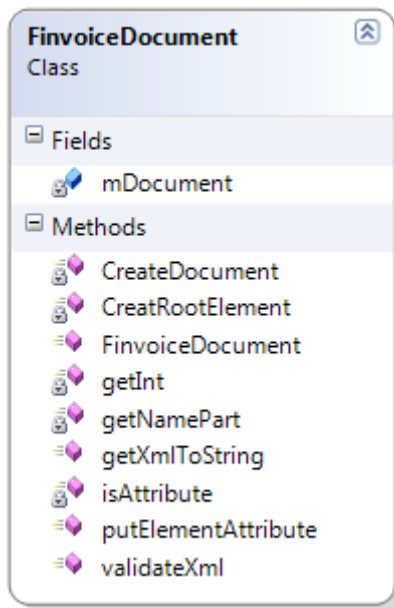 FinvoiceDocument
Class
Fields
mDocument
Methods
CreateDocument
CreatRootElement
FinvoiceDocument
getInt
getNamePart
getXmlToString
isAttribute
putElementAttribute
validateXml